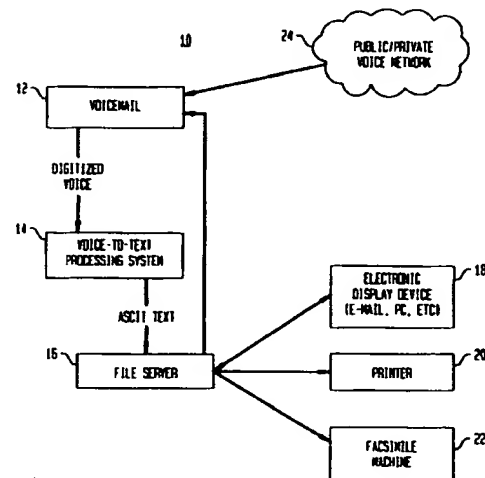 10
24
PUBLIC/PRIVATE
VOICE NETWORK
12
VOICEMAIL
DIGITIZED
VOICE
14
VOICE-TO-TEXT
PROCESSING SYSTEM
ASCII TEXT
16
FILE SERVER
18
ELECTRONIC
DISPLAY DEVICE
(E-MAIL, PC, ETC)
20
PRINTER
22
FACSIMILE
MACHINE